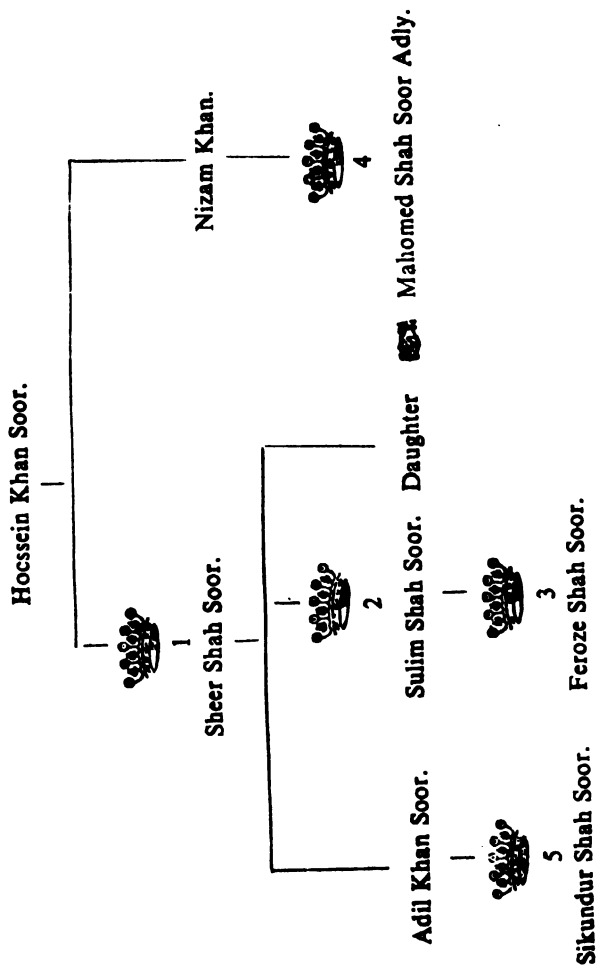 Hocssein Khan Soor.
1
Sheer Shah Soor.
Nizam Khan.
2
4
Adil Khan Soor.
Sulim Shah Soor.
Daughter
Mahomed Shah Soor Adly.
5
3
Sikundur Shah Soor.
Feroze Shah Soor.